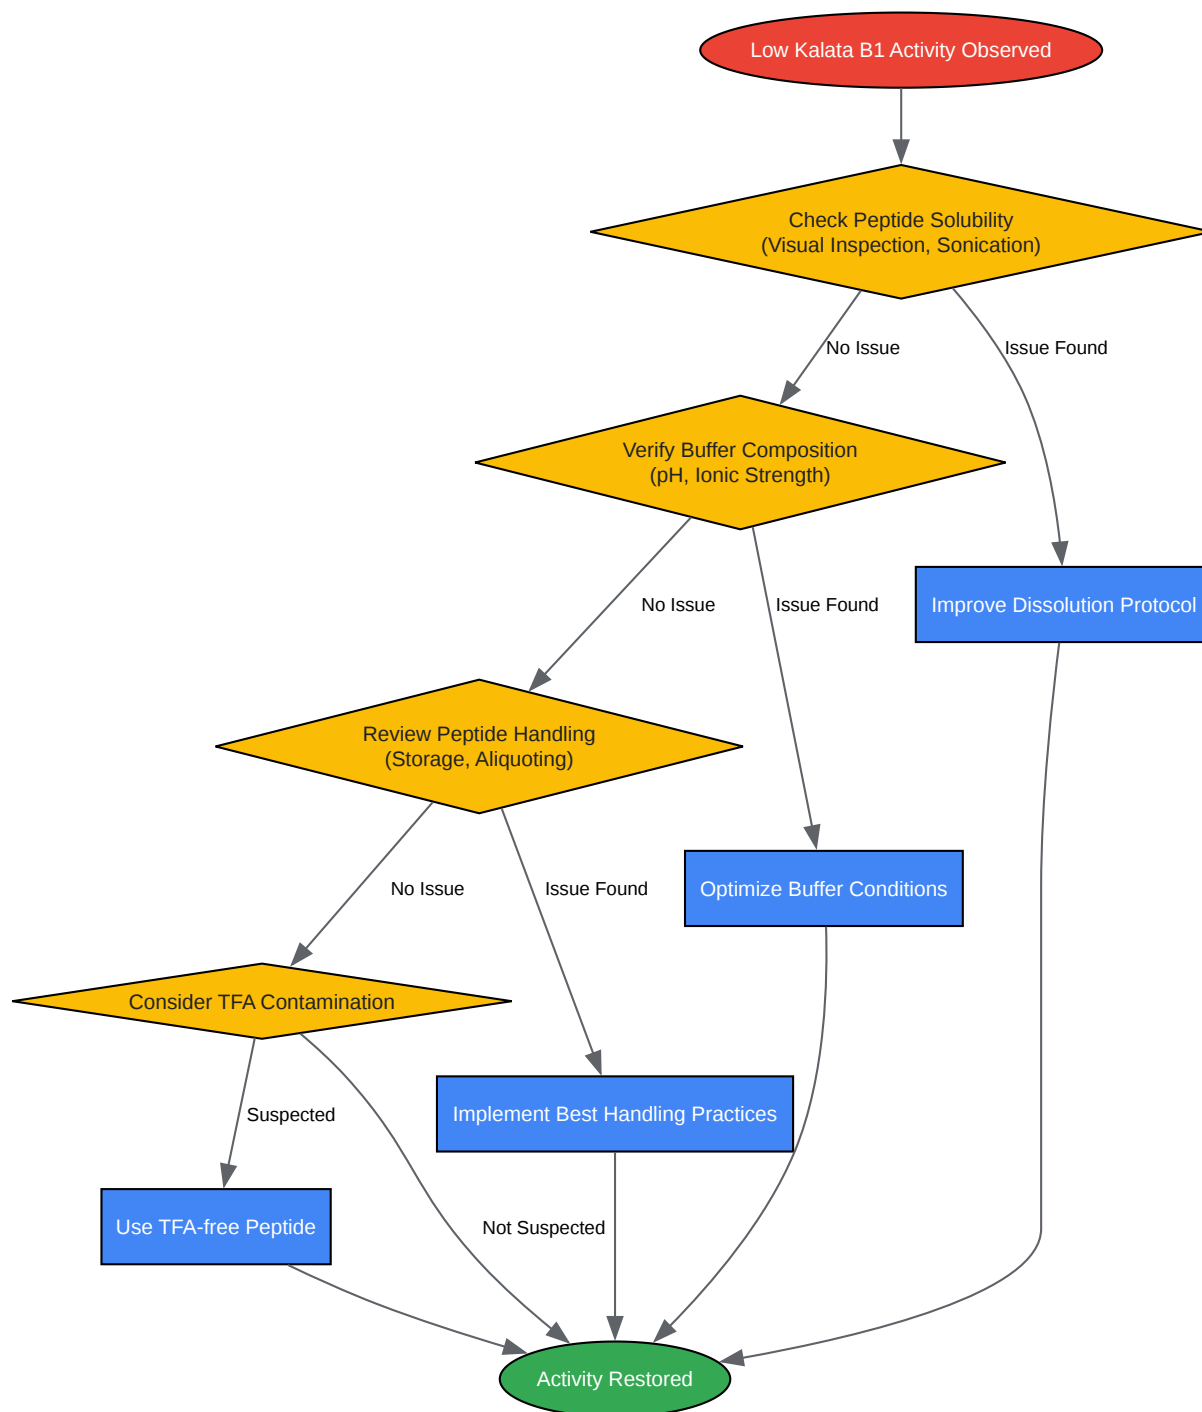 Low Kalata B1 Activity Observed
Check Peptide Solubility
(Visual Inspection, Sonication)
No Issue
Issue Found
Verify Buffer Composition
(pH, Ionic Strength)
No Issue
Issue Found
Improve Dissolution Protocol
Review Peptide Handling
(Storage, Aliquoting)
No Issue
Issue Found
Optimize Buffer Conditions
Consider TFA Contamination
Suspected
Implement Best Handling Practices
Use TFA-free Peptide
Not Suspected
Activity Restored